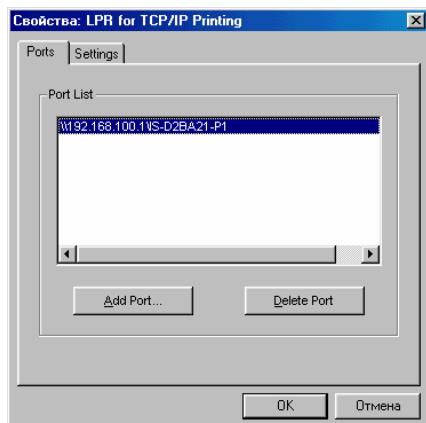 Свойства: LPR for TCP/IP Printing
Ports
Settings
Port List
\\192.168.100.1\IS-D2BA21-P1
Add Port...
Delete Port
OK
Отмена